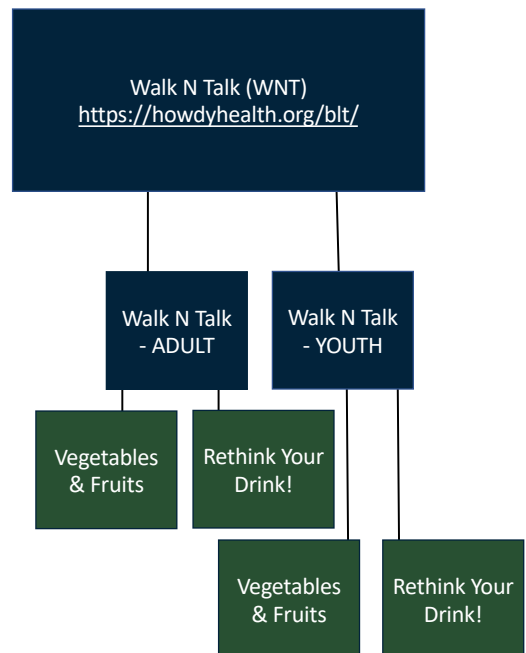 Walk N Talk (WNT)
https://howdyhealth.org/blt/
Walk N Talk
- ADULT
Walk N Talk
- YOUTH
Vegetables
& Fruits
Rethink Your
Drink!
Vegetables
& Fruits
Rethink Your
Drink!